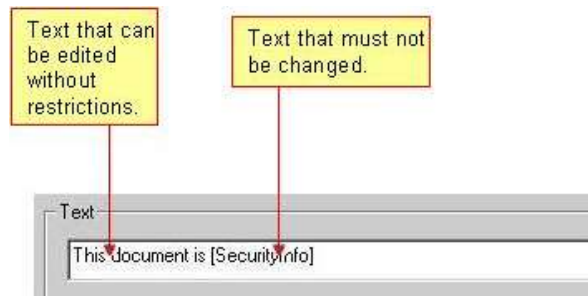 Text that can
be edited
without
restrictions.
Text that must not
be changed.
Text
This document is [SecurityInfo]